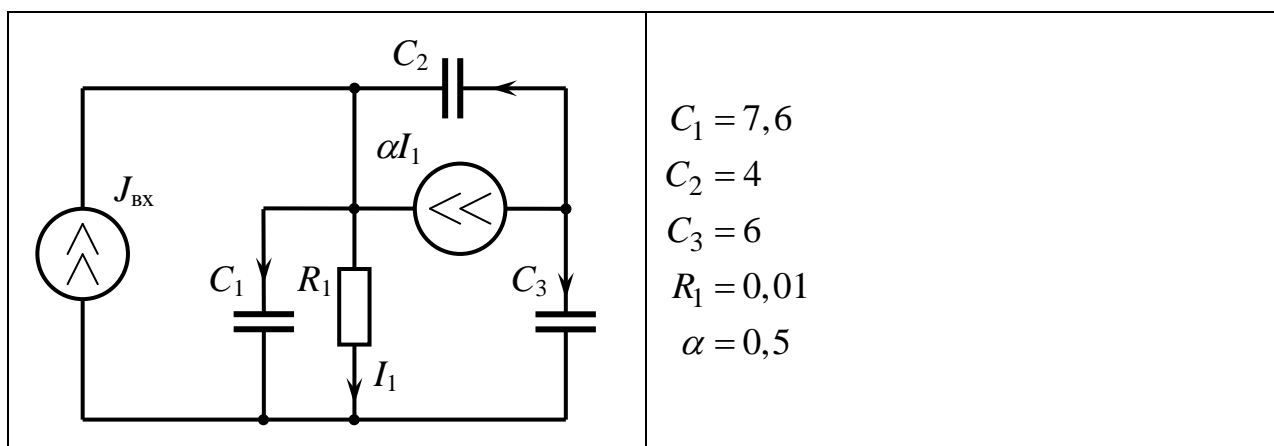 C₂
αI₁
Jвх
C₁
R₁
C₃
I₁
C₁ = 7,6
C₂ = 4
C₃ = 6
R₁ = 0,01
α = 0,5